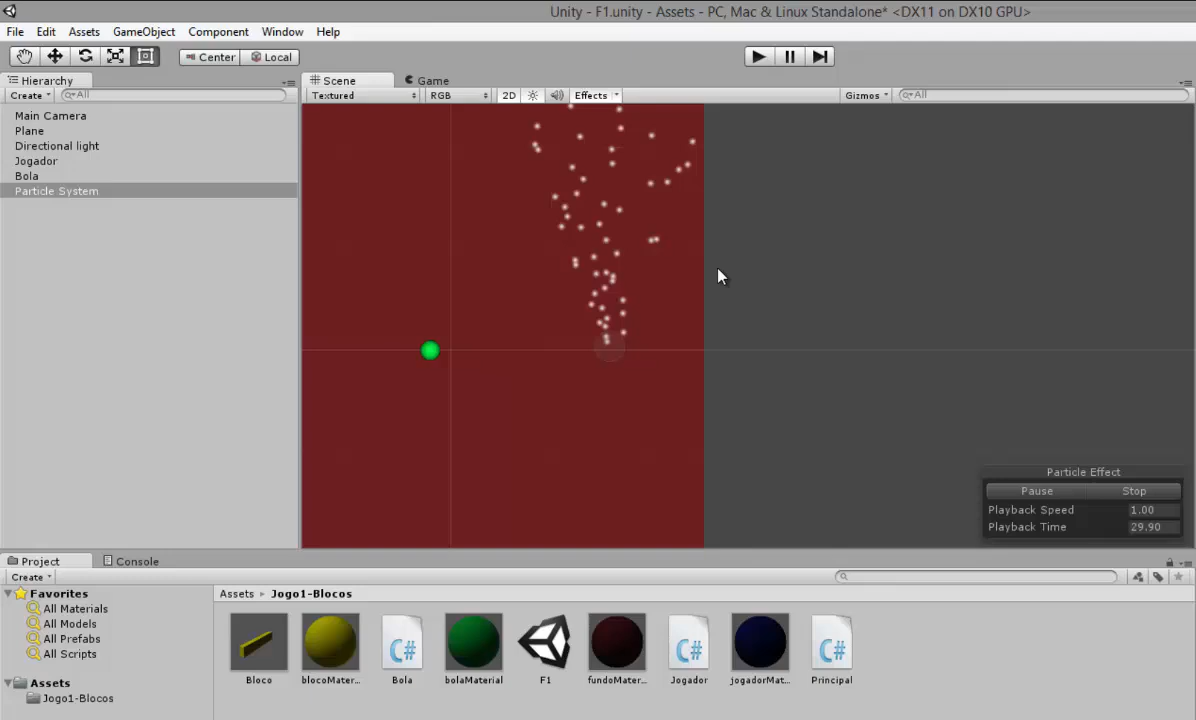 Unity - F1.unity - Assets - PC, Mac & Linux Standalone* <DX11 on DX10 GPU>
File Edit Assets GameObject Component Window Help
Center Local
Hierarchy Scene Game
Create All Textured RGB 2D Effects Gizmos All
Main Camera
Plane
Directional light
Jogador
Bola
Particle System
Particle Effect
Pause Stop
Playback Speed 1.00
Playback Time 29.90
Project Console
Create
Favorites
All Materials
All Models
All Prefabs
All Scripts
Assets
Jogo1-Blocos
Assets ▸ Jogo1-Blocos
C# C# C#
Bloco blocoMater... Bola bolaMaterial F1 fundoMater... Jogador jogadorMat... Principal